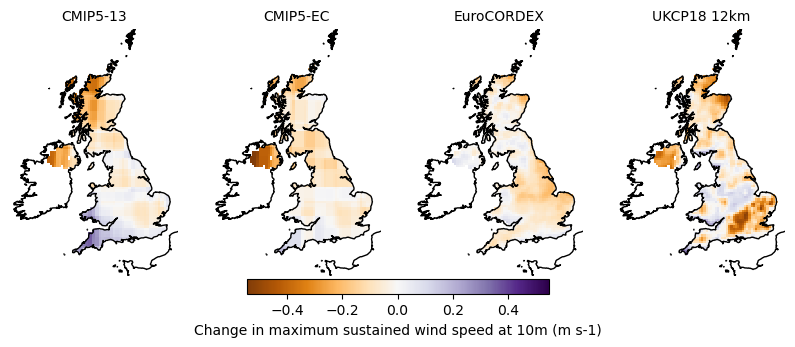 CMIP5-13 CMIP5-EC EuroCORDEX UKCP18 12km
−0.4 −0.2 0.0 0.2 0.4
Change in maximum sustained wind speed at 10m (m s-1)